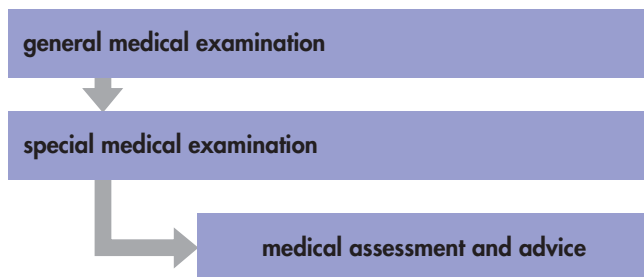 general medical examination
special medical examination
medical assessment and advice